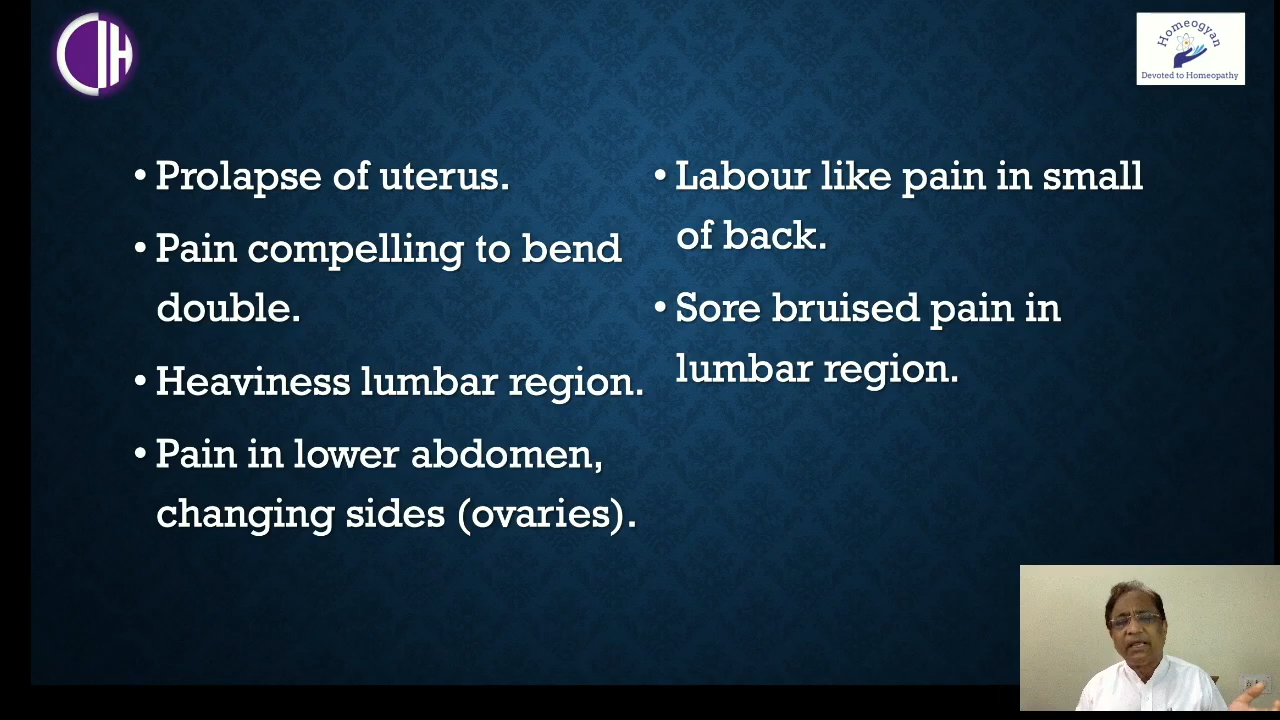 Homeogyan
Devoted to Homeopathy
• Prolapse of uterus.
• Pain compelling to bend
double.
• Heaviness lumbar region.
• Pain in lower abdomen,
changing sides (ovaries).
• Labour like pain in small
of back.
• Sore bruised pain in
lumbar region.